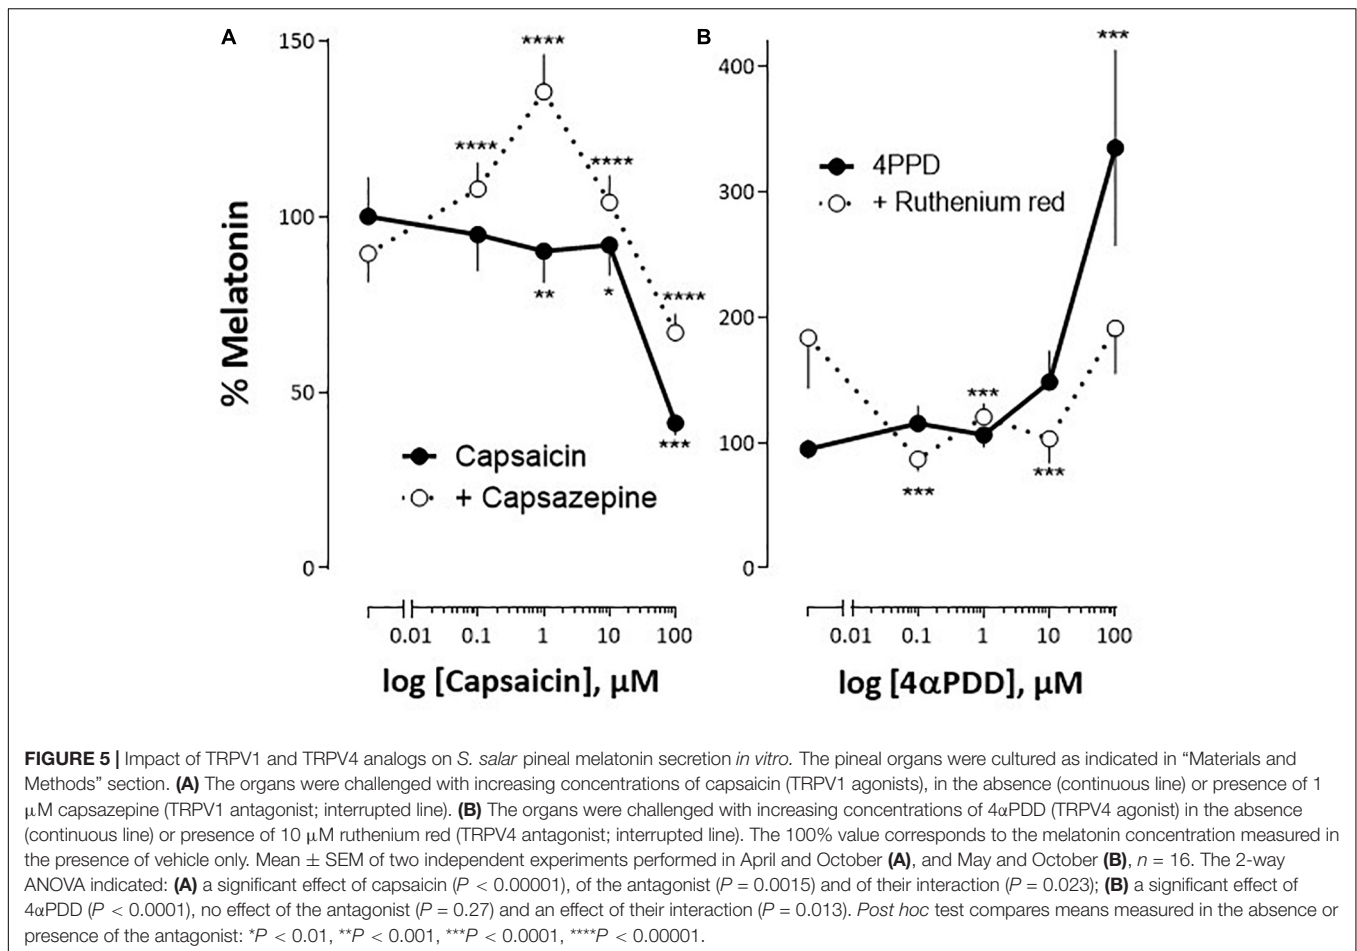 A
B
150
100
50
0
% Melatonin
****
****
****
**
*
****
***
Capsaicin
+ Capsazepine
0.01 0.1 1 10 100
log [Capsaicin], µM
400
300
200
100
0
***
***
***
***
4PPD
+ Ruthenium red
0.01 0.1 1 10 100
log [4αPDD], µM
FIGURE 5 | Impact of TRPV1 and TRPV4 analogs on S. salar pineal melatonin secretion in vitro. The pineal organs were cultured as indicated in “Materials and
Methods” section. (A) The organs were challenged with increasing concentrations of capsaicin (TRPV1 agonists), in the absence (continuous line) or presence of 1
µM capsazepine (TRPV1 antagonist; interrupted line). (B) The organs were challenged with increasing concentrations of 4αPDD (TRPV4 agonist) in the absence
(continuous line) or presence of 10 µM ruthenium red (TRPV4 antagonist; interrupted line). The 100% value corresponds to the melatonin concentration measured in
the presence of vehicle only. Mean ± SEM of two independent experiments performed in April and October (A), and May and October (B), n = 16. The 2-way
ANOVA indicated: (A) a significant effect of capsaicin (P < 0.00001), of the antagonist (P = 0.0015) and of their interaction (P = 0.023); (B) a significant effect of
4αPDD (P < 0.0001), no effect of the antagonist (P = 0.27) and an effect of their interaction (P = 0.013). Post hoc test compares means measured in the absence or
presence of the antagonist: *P < 0.01, **P < 0.001, ***P < 0.0001, ****P < 0.00001.